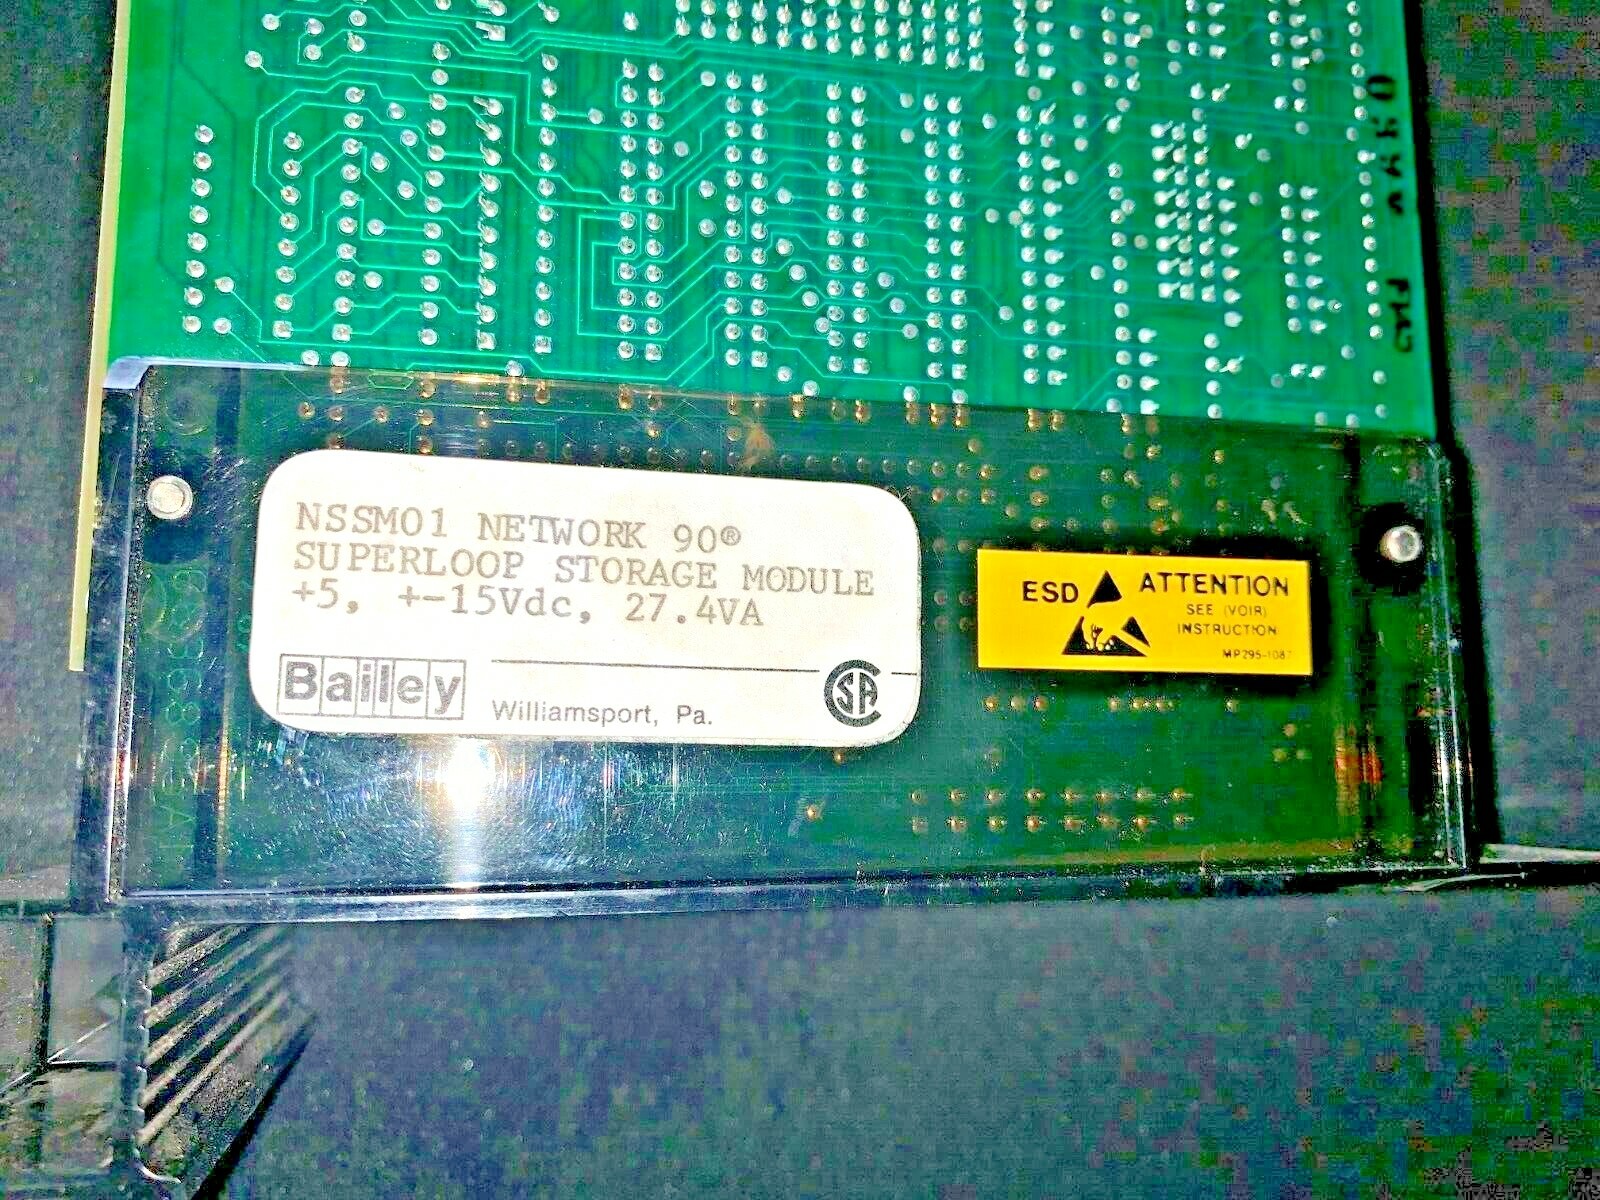 NSSM01 NETWORK 90®
SUPERLOOP STORAGE MODULE
+5, +-15Vdc, 27.4VA
Bailey
Williamsport, Pa.
ESD ATTENTION
SEE (VOIR)
INSTRUCTION
MP295-1087